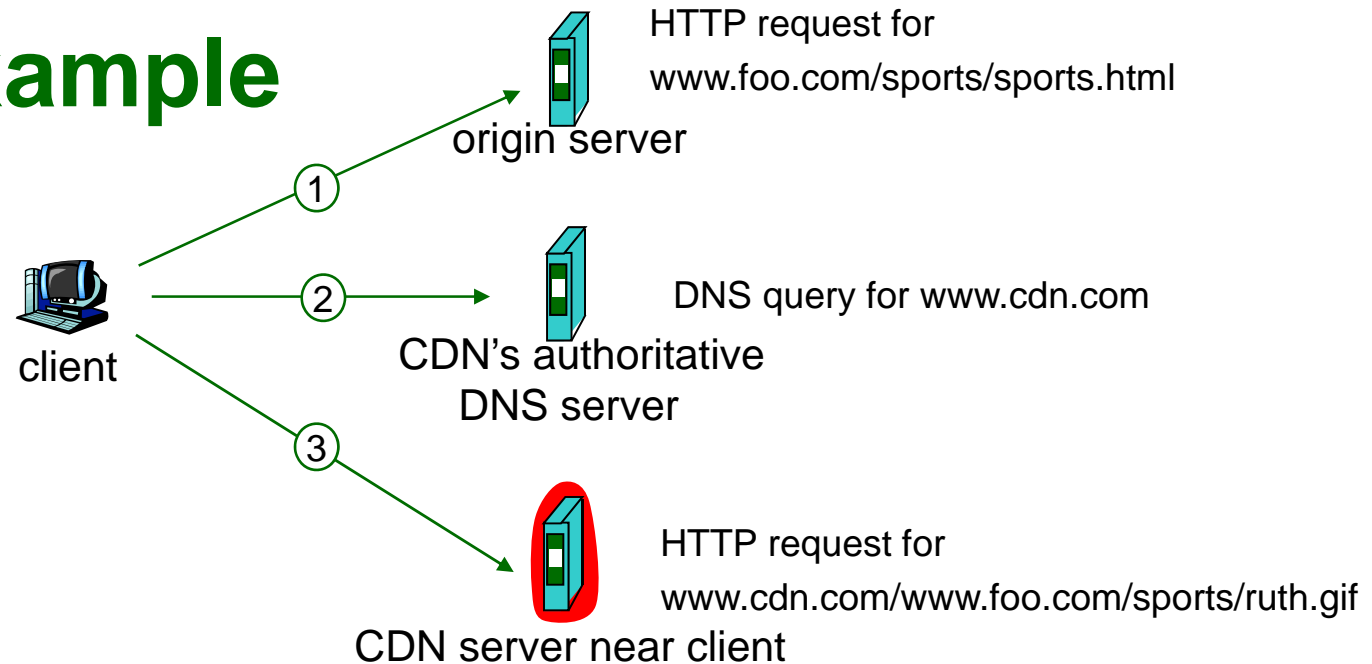 HTTP request for
ample
www.foo.com/sports/sports.html
origin server
1
2
DNS query for www.cdn.com
client
CDN’s authoritative
DNS server
3
HTTP request for
www.cdn.com/www.foo.com/sports/ruth.gif
CDN server near client